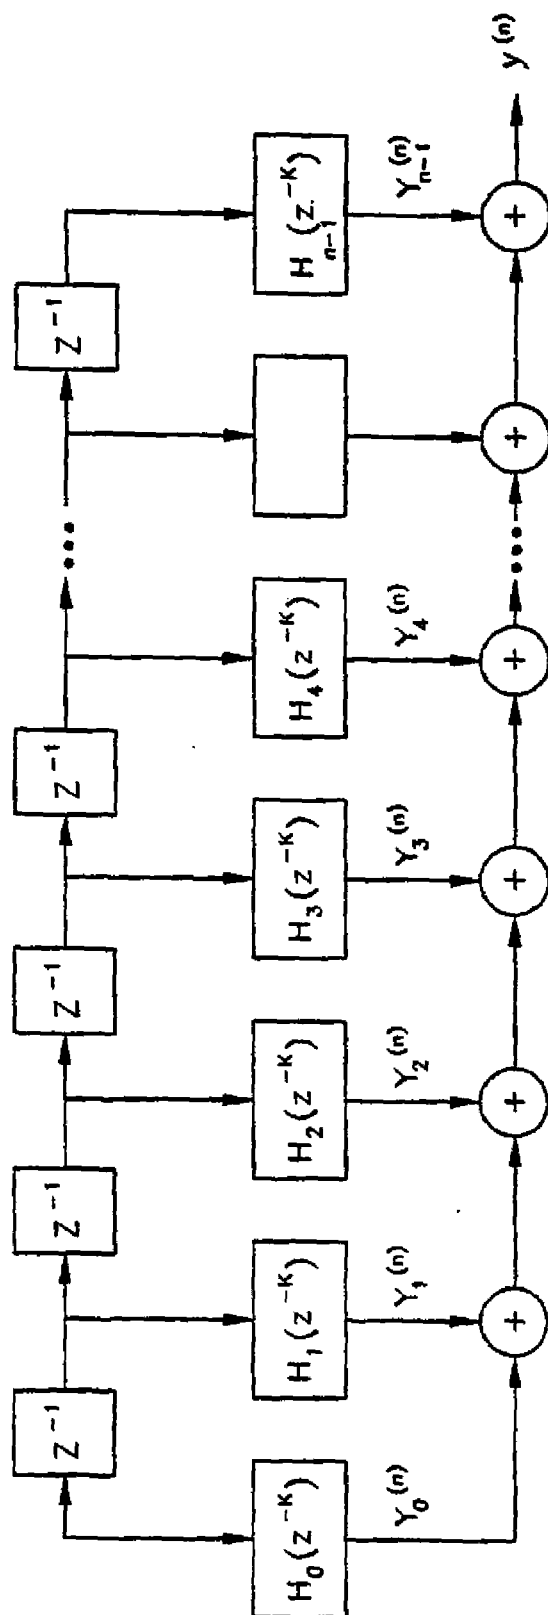 Z⁻¹ Z⁻¹ Z⁻¹ Z⁻¹ ... Z⁻¹
H₀(z⁻ᴷ) H₁(z⁻ᴷ) H₂(z⁻ᴷ) H₃(z⁻ᴷ) H₄(z⁻ᴷ) Hₙ₋₁(z⁻ᴷ)
Y₀⁽ⁿ⁾ Y₁⁽ⁿ⁾ Y₂⁽ⁿ⁾ Y₃⁽ⁿ⁾ Y₄⁽ⁿ⁾ Yₙ₋₁⁽ⁿ⁾
+ + + + ... + + y⁽ⁿ⁾